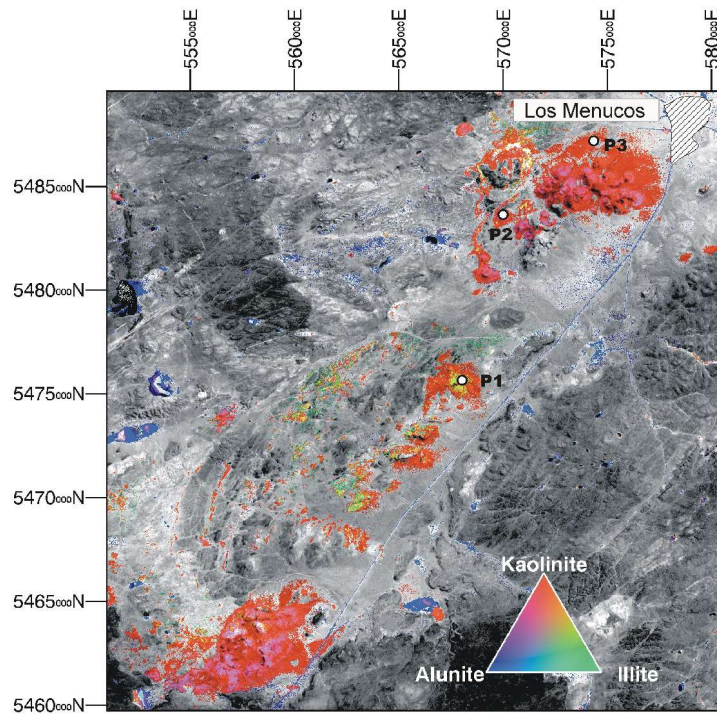 555000E
560000E
565000E
570000E
575000E
580000E
Los Menucos
P3
5485000N
P2
5480000N
P1
5475000N
5470000N
Kaolinite
5465000N
Alunite
Illite
5460000N